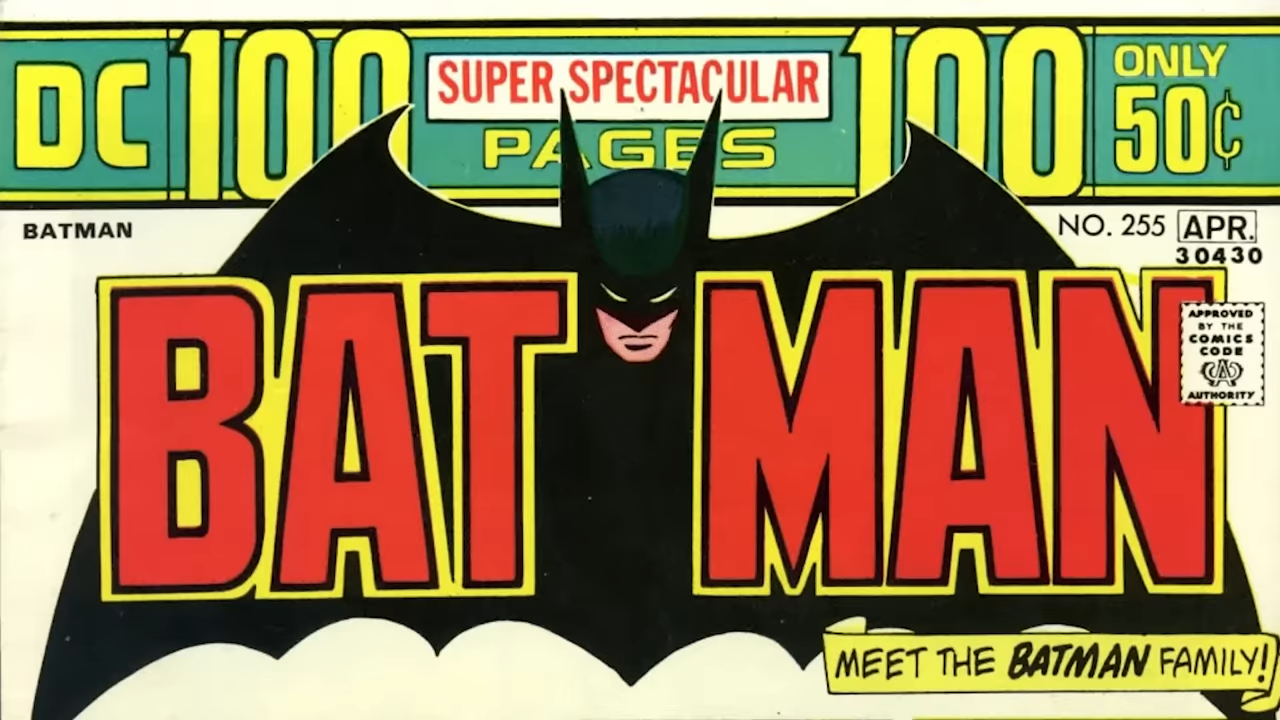 DC 100 SUPER SPECTACULAR 100 ONLY
PAGES 50¢
BATMAN
NO. 255 APR.
30430
BATMAN
APPROVED
BY THE
COMICS
CODE
AUTHORITY
MEET THE BATMAN FAMILY!